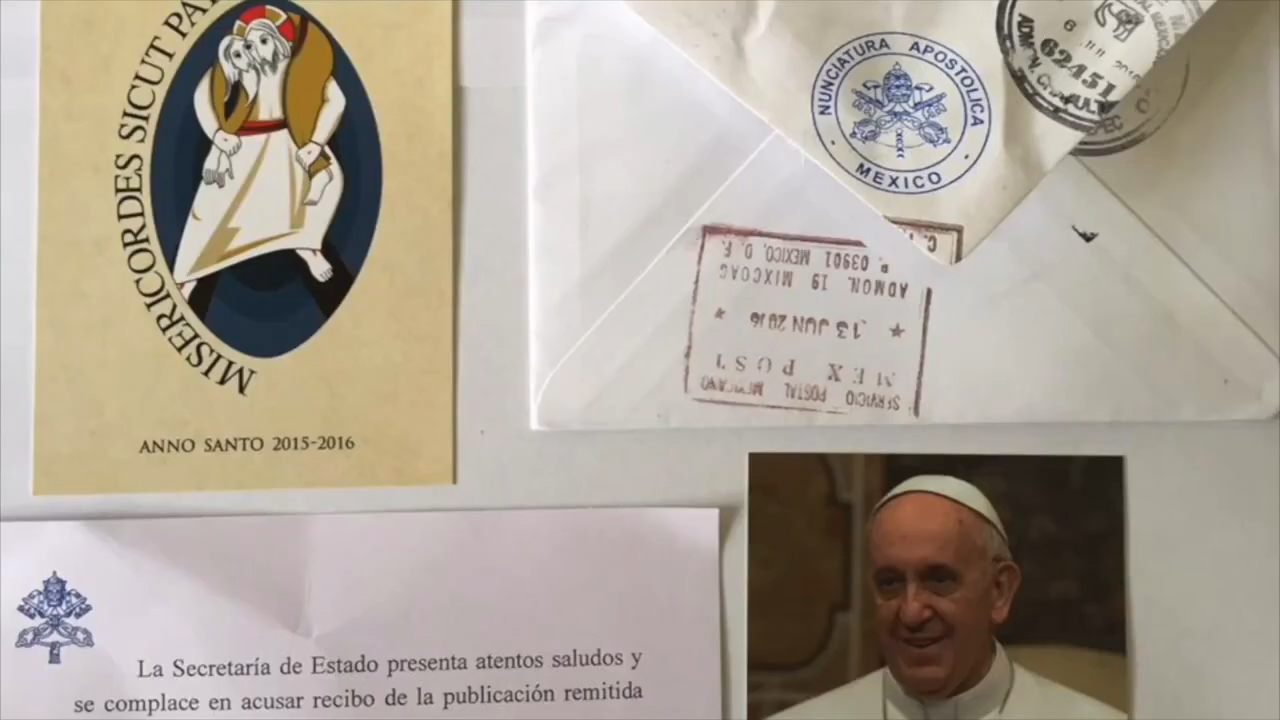 MISERICORDES SICUT PA
ANNO SANTO 2015-2016
NUNCIATURA APOSTOLICA
· MEXICO ·
6
62451
SERVICIO POSTAL MEXICANO
MEX POST
★ 13 JUN 2016 ★
ADMON. 19 MIXCOAC
P. 03901 MEXICO, D. F.
La Secretaría de Estado presenta atentos saludos y
se complace en acusar recibo de la publicación remitida